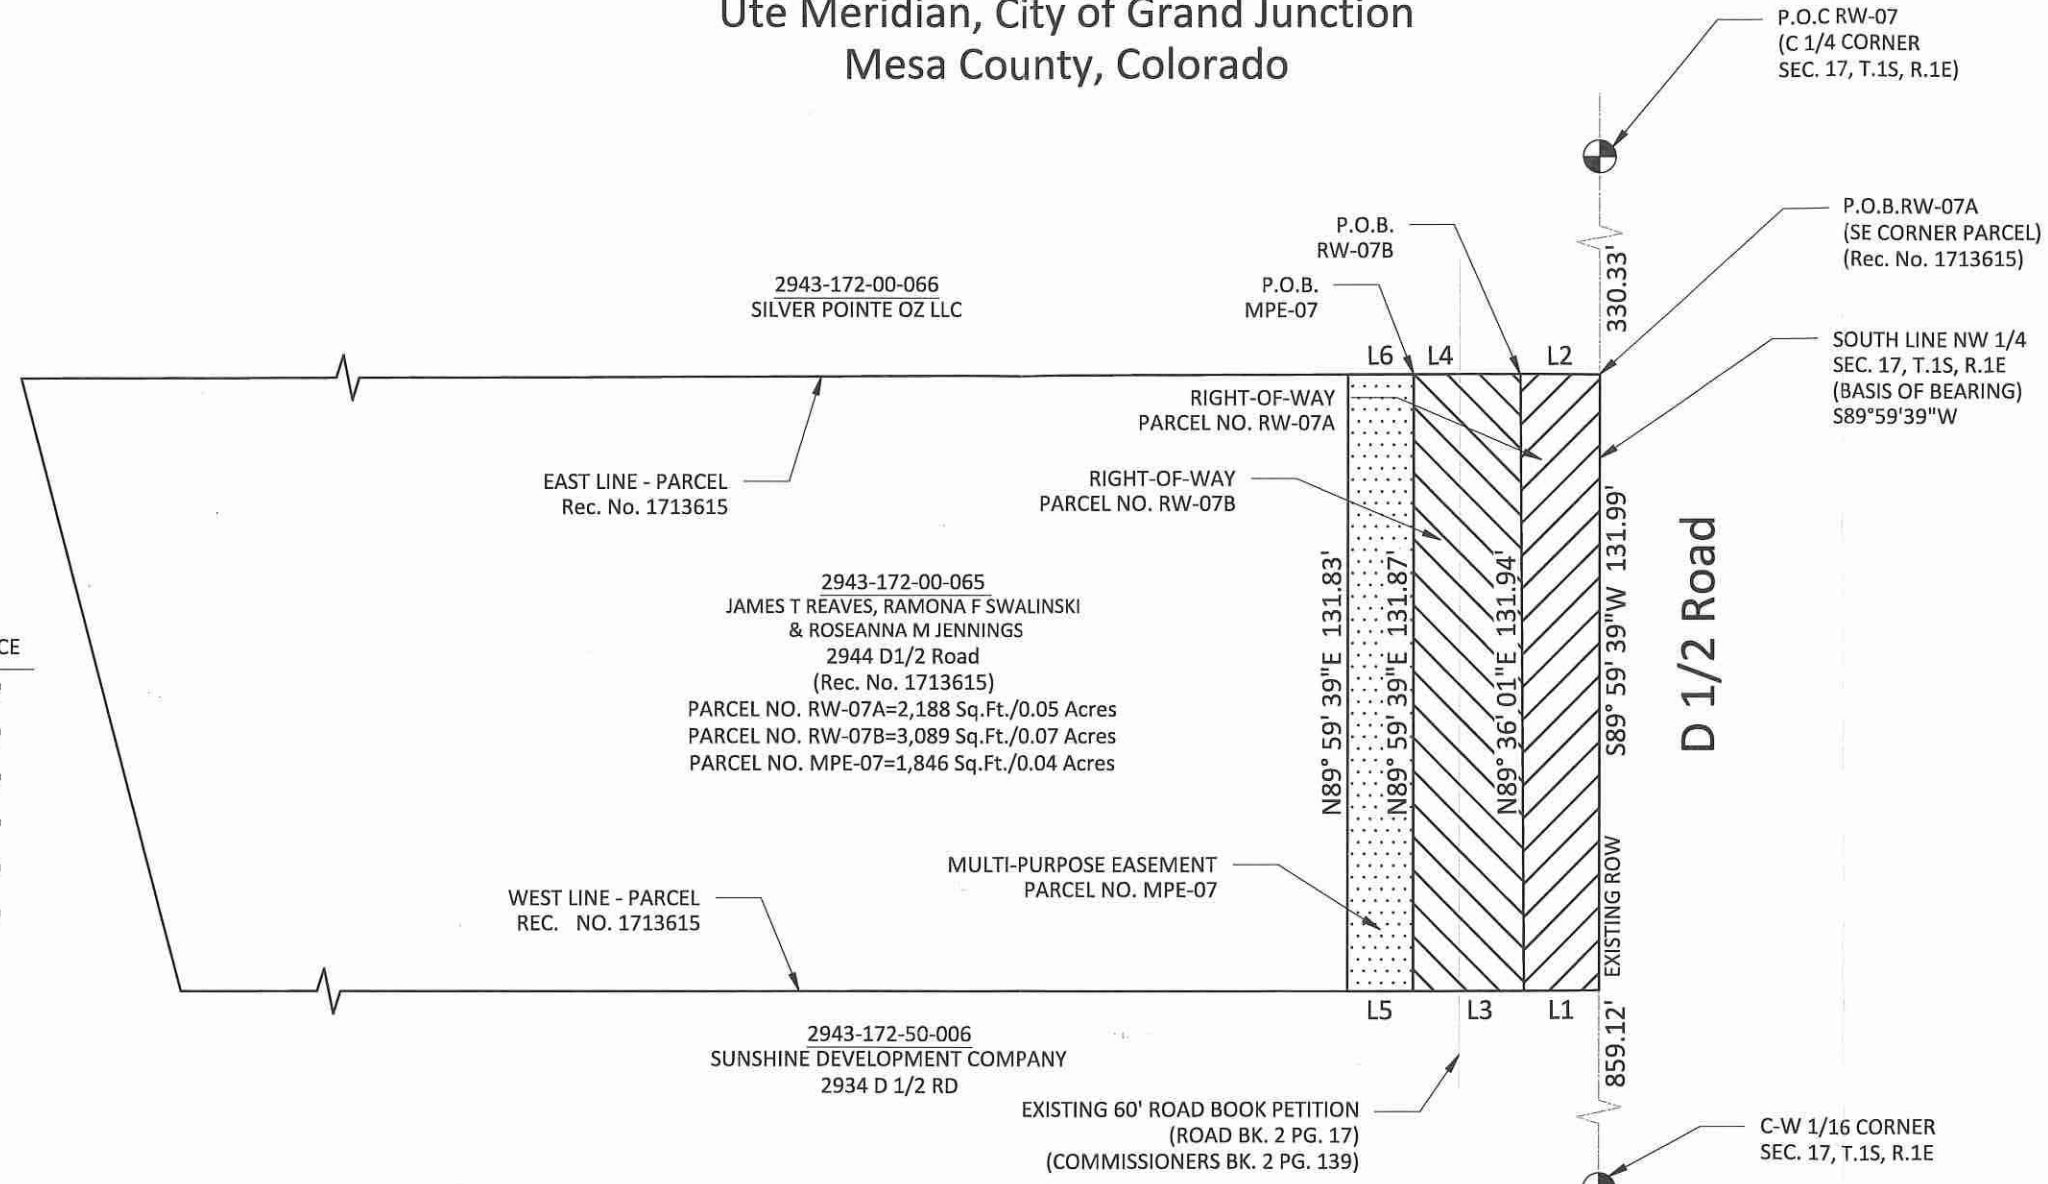 Ute Meridian, City of Grand Junction
Mesa County, Colorado
P.O.C RW-07
(C 1/4 CORNER
SEC. 17, T.1S, R.1E)
P.O.B.RW-07A
(SE CORNER PARCEL)
(Rec. No. 1713615)
P.O.B.
RW-07B
P.O.B.
MPE-07
330.33'
2943-172-00-066
SILVER POINTE OZ LLC
SOUTH LINE NW 1/4
SEC. 17, T.1S, R.1E
(BASIS OF BEARING)
S89°59'39"W
L6
L4
L2
RIGHT-OF-WAY
PARCEL NO. RW-07A
RIGHT-OF-WAY
PARCEL NO. RW-07B
EAST LINE - PARCEL
Rec. No. 1713615
2943-172-00-065
JAMES T REAVES, RAMONA F SWALINSKI
& ROSEANNA M JENNINGS
2944 D1/2 Road
(Rec. No. 1713615)
PARCEL NO. RW-07A=2,188 Sq.Ft./0.05 Acres
PARCEL NO. RW-07B=3,089 Sq.Ft./0.07 Acres
PARCEL NO. MPE-07=1,846 Sq.Ft./0.04 Acres
N89° 59' 39"E 131.83'
N89° 59' 39"E 131.87'
N89° 36' 01"E 131.94'
S89° 59' 39"W 131.99'
D 1/2 Road
CE
EXISTING ROW
MULTI-PURPOSE EASEMENT
PARCEL NO. MPE-07
WEST LINE - PARCEL
REC. NO. 1713615
L5
L3
L1
859.12'
2943-172-50-006
SUNSHINE DEVELOPMENT COMPANY
2934 D 1/2 RD
EXISTING 60' ROAD BOOK PETITION
(ROAD BK. 2 PG. 17)
(COMMISSIONERS BK. 2 PG. 139)
C-W 1/16 CORNER
SEC. 17, T.1S, R.1E